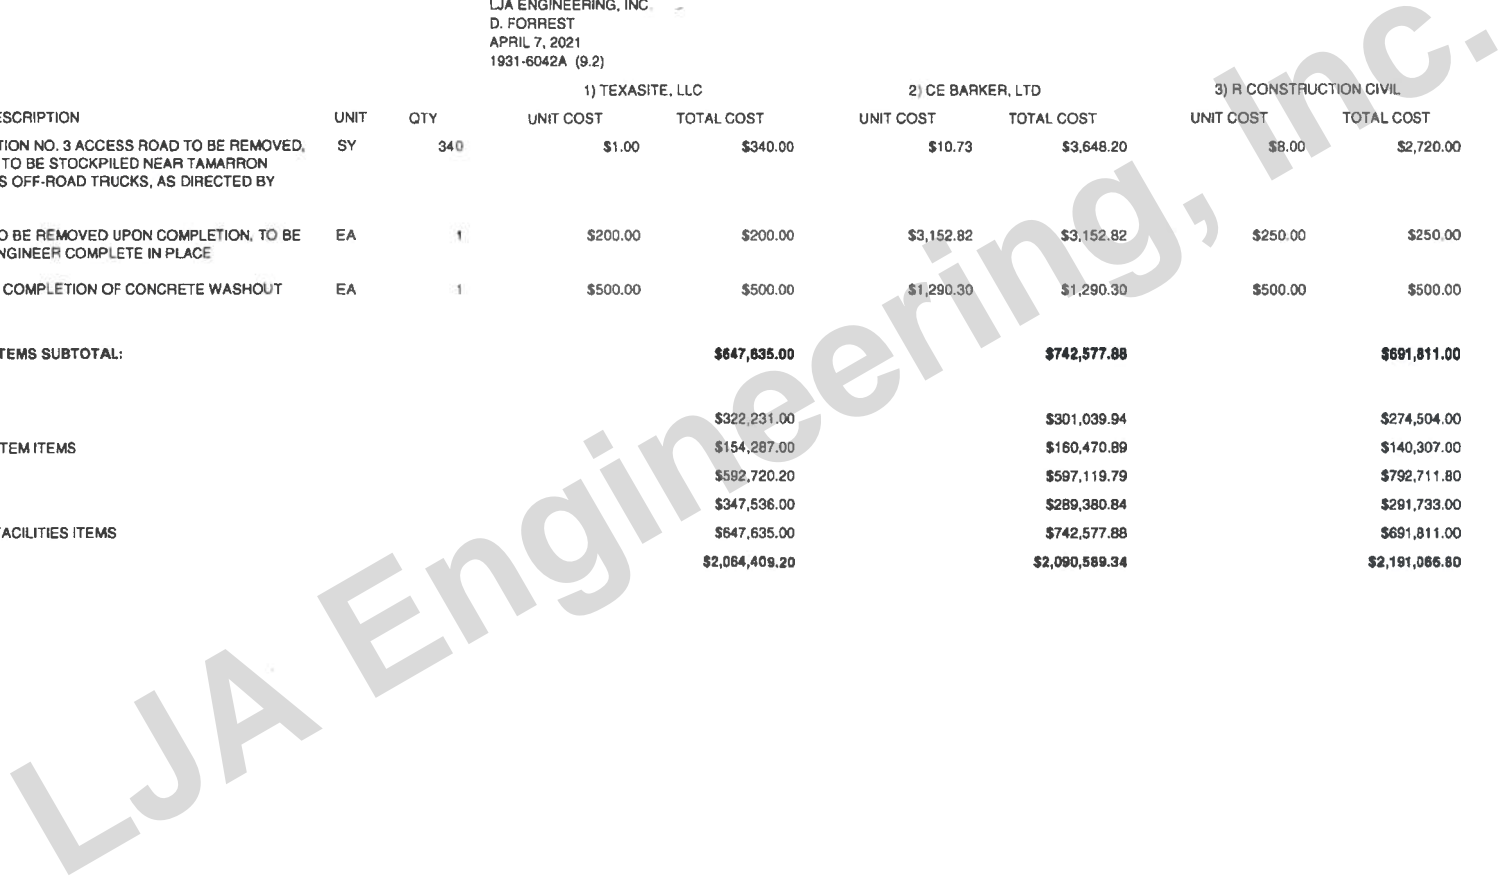 LJA ENGINEERING, INC.
D. FORREST
APRIL 7, 2021
1931-6042A (9.2)
1) TEXASITE, LLC 2) CE BARKER, LTD 3) R CONSTRUCTION CIVIL
ESCRIPTION UNIT QTY UNIT COST TOTAL COST UNIT COST TOTAL COST UNIT COST TOTAL COST
TION NO. 3 ACCESS ROAD TO BE REMOVED, SY 340 $1.00 $340.00 $10.73 $3,648.20 $8.00 $2,720.00
TO BE STOCKPILED NEAR TAMARRON
S OFF-ROAD TRUCKS, AS DIRECTED BY
O BE REMOVED UPON COMPLETION, TO BE EA 1 $200.00 $200.00 $3,152.82 $3,152.82 $250.00 $250.00
NGINEER COMPLETE IN PLACE
COMPLETION OF CONCRETE WASHOUT EA 1 $500.00 $500.00 $1,290.30 $1,290.30 $500.00 $500.00
TEMS SUBTOTAL: $647,635.00 $742,577.88 $691,811.00
$322,231.00 $301,039.94 $274,504.00
TEM ITEMS $154,287.00 $160,470.89 $140,307.00
$592,720.20 $597,119.79 $792,711.80
$347,536.00 $289,380.84 $291,733.00
FACILITIES ITEMS $647,635.00 $742,577.88 $691,811.00
$2,064,409.20 $2,090,589.34 $2,191,066.80
LJA Engineering, Inc.